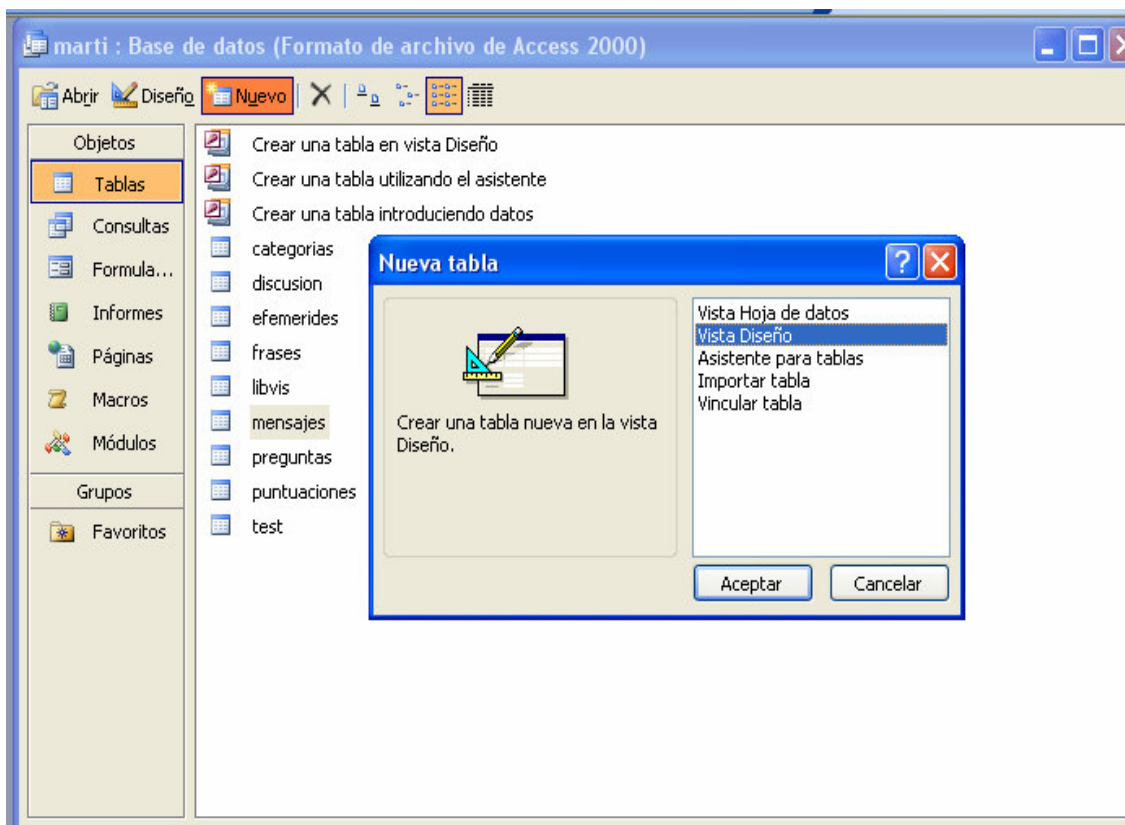 marti : Base de datos (Formato de archivo de Access 2000)
Abrir Diseño Nuevo
Objetos
Tablas
Consultas
Formula...
Informes
Páginas
Macros
Módulos
Grupos
Favoritos
Crear una tabla en vista Diseño
Crear una tabla utilizando el asistente
Crear una tabla introduciendo datos
categorias
discusion
efemerides
frases
libvis
mensajes
preguntas
puntuaciones
test
Nueva tabla
Crear una tabla nueva en la vista
Diseño.
Vista Hoja de datos
Vista Diseño
Asistente para tablas
Importar tabla
Vincular tabla
Aceptar Cancelar